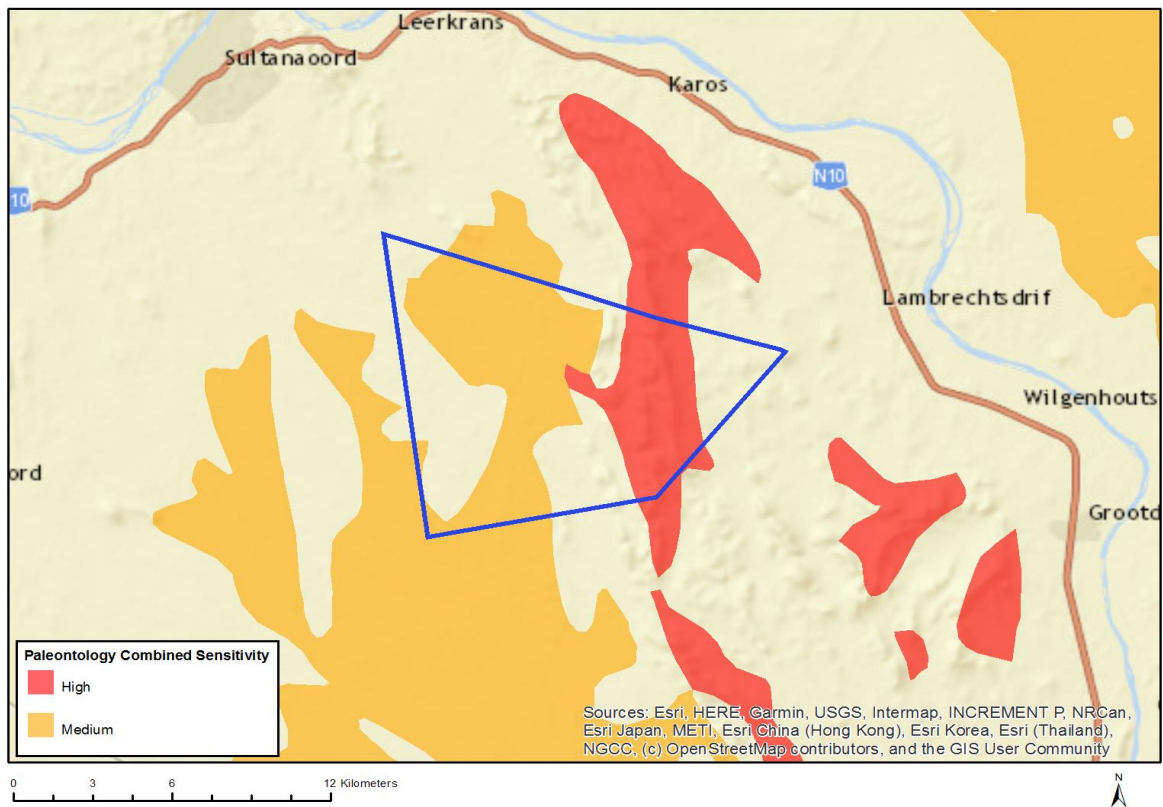 Leerkrans
Sultanaoord
Karos
N10
10
Lambrechtsdrif
Wilgenhouts
ord
Grootd
Paleontology Combined Sensitivity
High
Medium
Sources: Esri, HERE, Garmin, USGS, Intermap, INCREMENT P, NRCan,
Esri Japan, METI, Esri China (Hong Kong), Esri Korea, Esri (Thailand),
NGCC, (c) OpenStreetMap contributors, and the GIS User Community
0 3 6 12 Kilometers
N